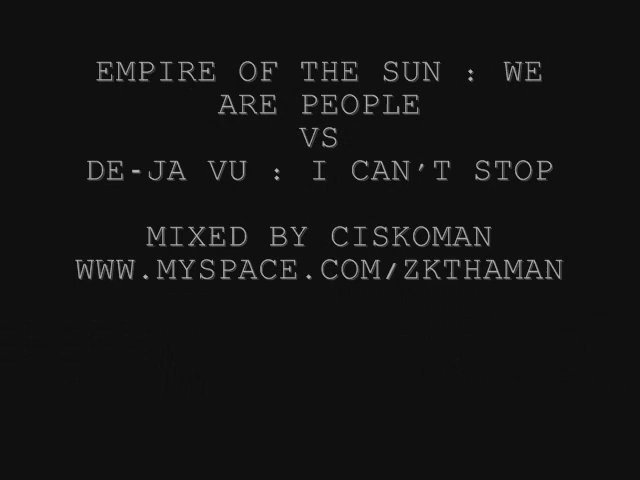 EMPIRE OF THE SUN : WE
ARE PEOPLE
VS
DE-JA VU : I CAN'T STOP
MIXED BY CISKOMAN
WWW.MYSPACE.COM/ZKTHAMAN